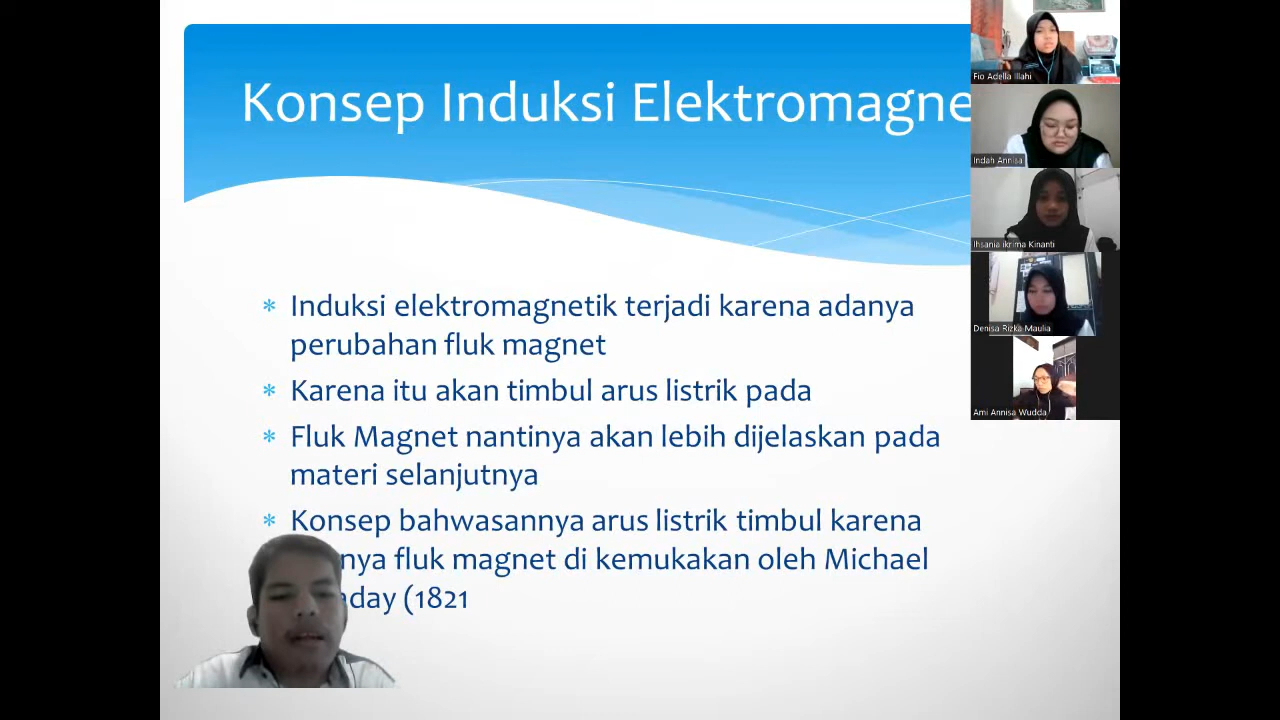 Konsep Induksi Elektromagne
* Induksi elektromagnetik terjadi karena adanya
perubahan fluk magnet
* Karena itu akan timbul arus listrik pada
* Fluk Magnet nantinya akan lebih dijelaskan pada
materi selanjutnya
* Konsep bahwasannya arus listrik timbul karena
nya fluk magnet di kemukakan oleh Michael
aday (1821
Fio Adella Illahi
Indah Annisa
Ihsania ikrima Kinanti
Denisa Rizka Maulia
Ami Annisa Wudda